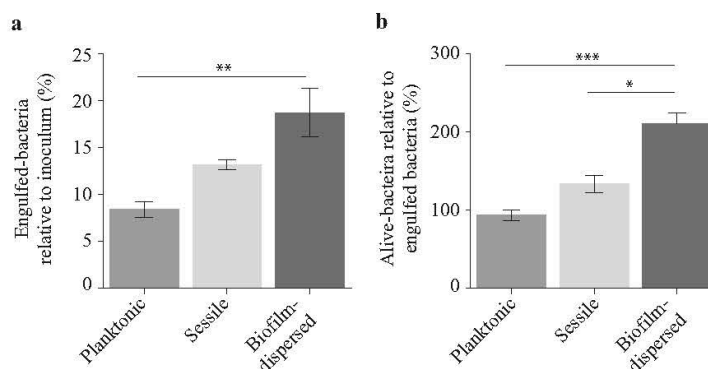 a
Engulfed-bacteria
relative to inoculum (%)
25
20
15
10
5
0
**
Planktonic
Sessile
Biofilm-
dispersed
b
Alive-bacteira relative to
engulfed bacteria (%)
300
200
100
0
***
*
Planktonic
Sessile
Biofilm-
dispersed